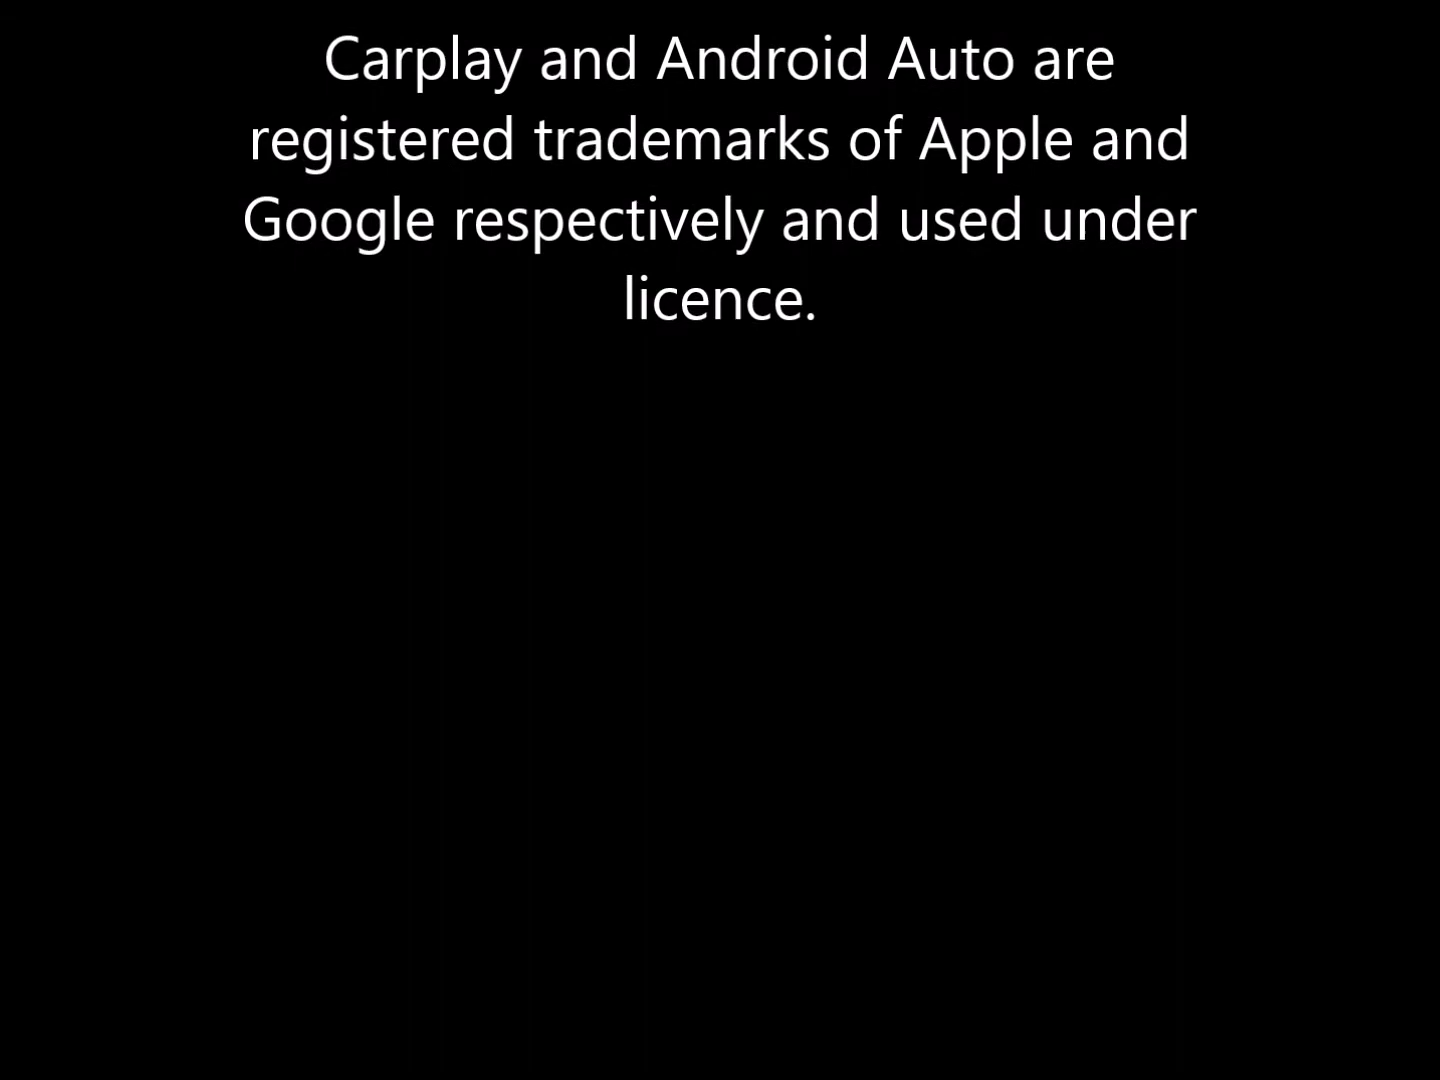 Carplay and Android Auto are
registered trademarks of Apple and
Google respectively and used under
licence.